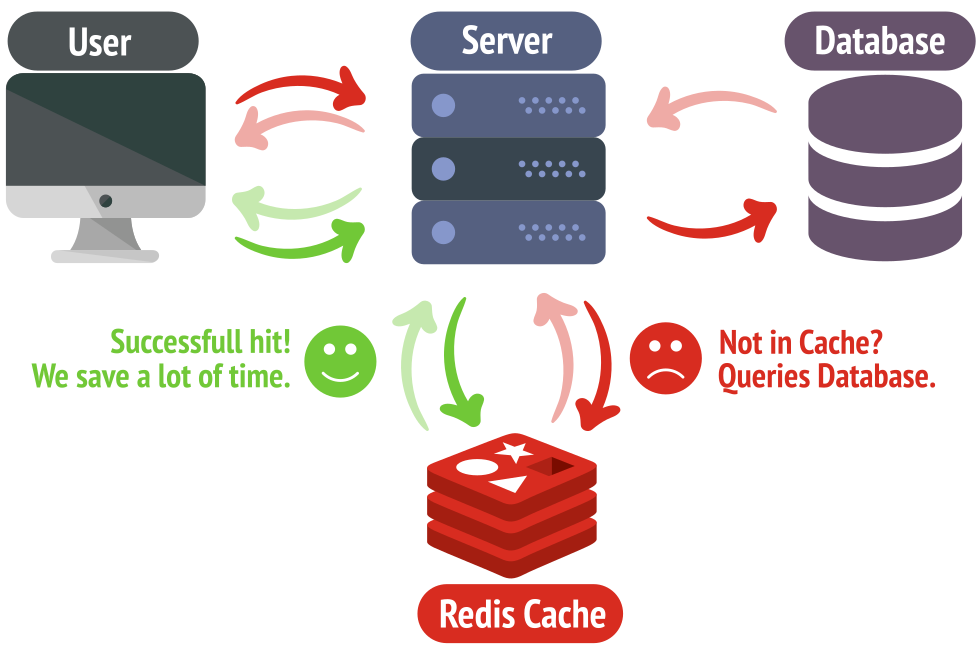 User
Server
Database
Successfull hit!
We save a lot of time.
Not in Cache?
Queries Database.
Redis Cache